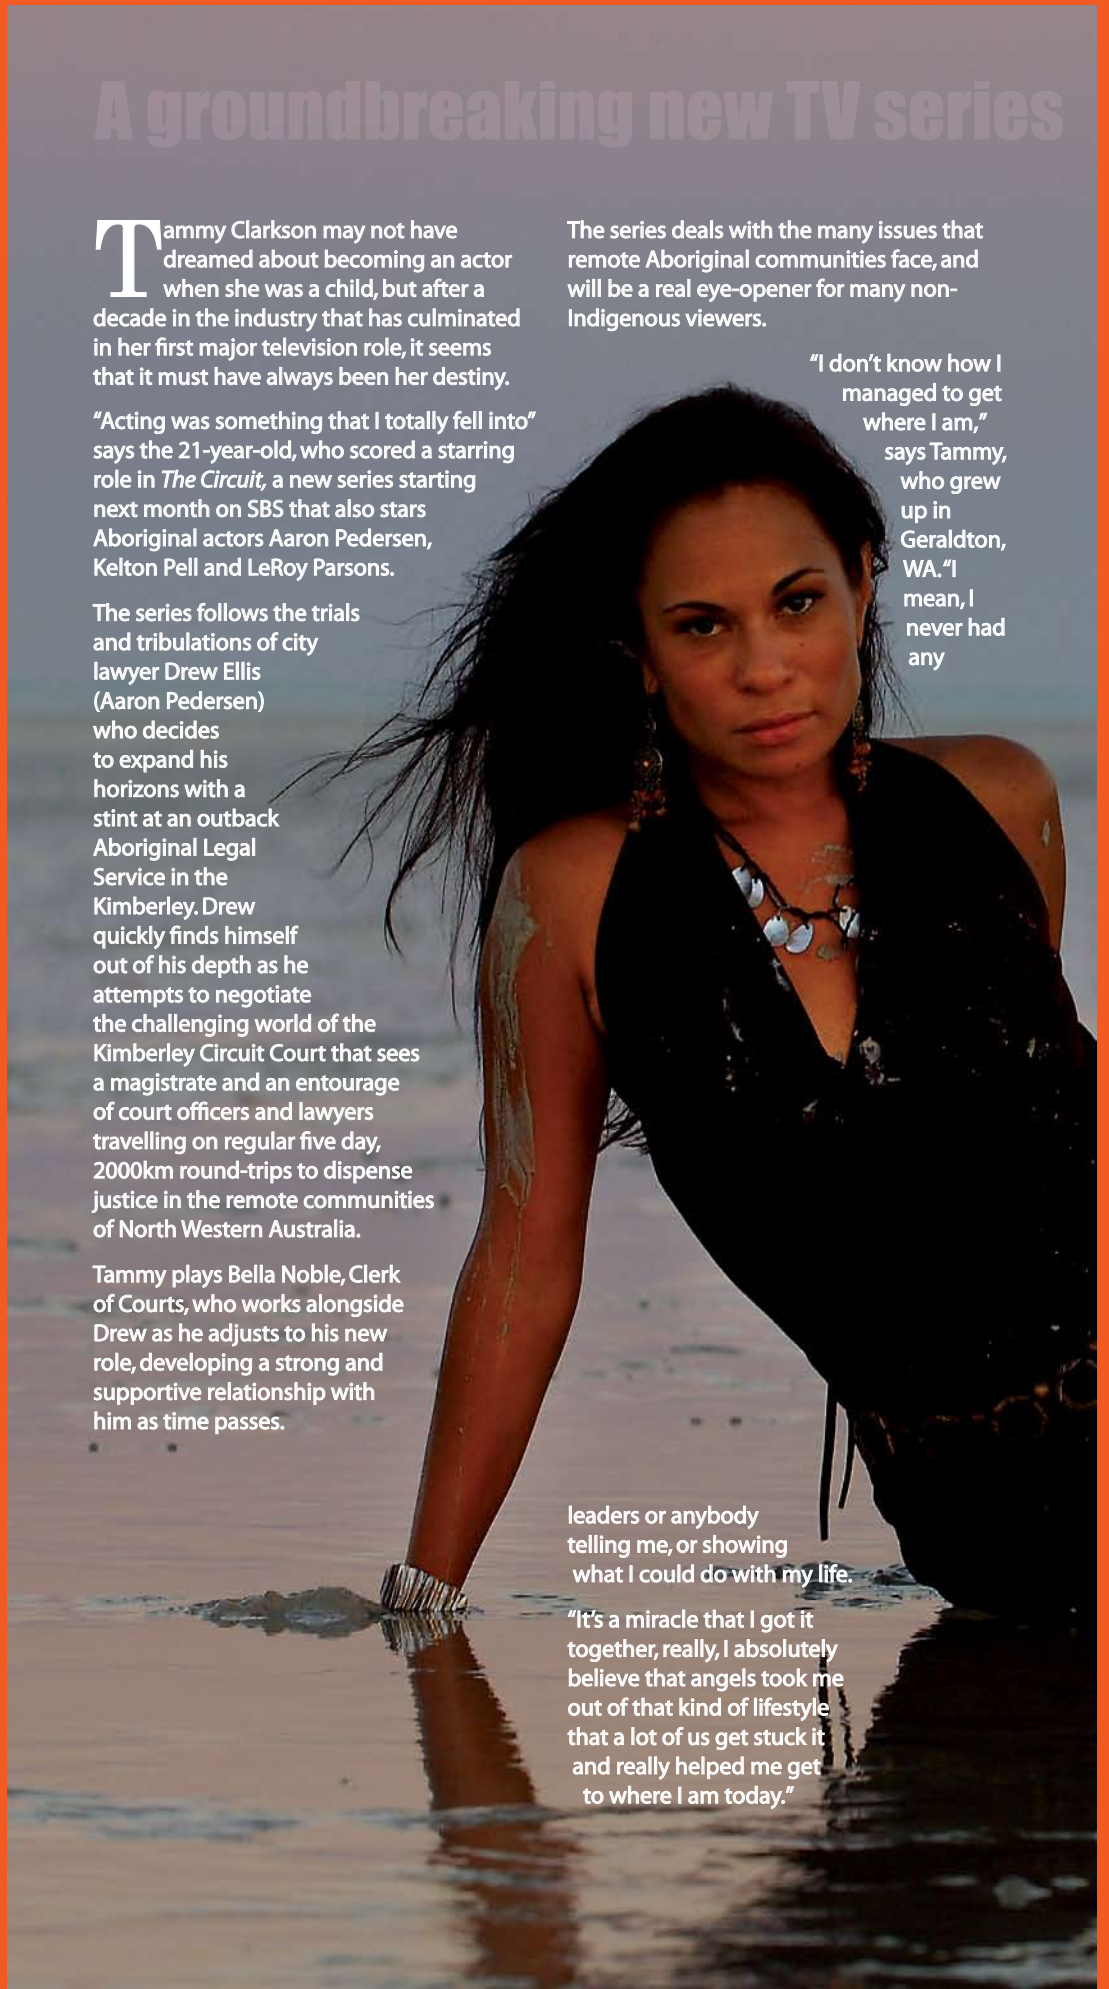 A groundbreaking new TV series
Tammy Clarkson may not have
dreamed about becoming an actor
when she was a child, but after a
decade in the industry that has culminated
in her first major television role, it seems
that it must have always been her destiny.
“Acting was something that I totally fell into”
says the 21-year-old, who scored a starring
role in The Circuit, a new series starting
next month on SBS that also stars
Aboriginal actors Aaron Pedersen,
Kelton Pell and LeRoy Parsons.
The series follows the trials
and tribulations of city
lawyer Drew Ellis
(Aaron Pedersen)
who decides
to expand his
horizons with a
stint at an outback
Aboriginal Legal
Service in the
Kimberley. Drew
quickly finds himself
out of his depth as he
attempts to negotiate
the challenging world of the
Kimberley Circuit Court that sees
a magistrate and an entourage
of court officers and lawyers
travelling on regular five day,
2000km round-trips to dispense
justice in the remote communities
of North Western Australia.
Tammy plays Bella Noble, Clerk
of Courts, who works alongside
Drew as he adjusts to his new
role, developing a strong and
supportive relationship with
him as time passes.
The series deals with the many issues that
remote Aboriginal communities face, and
will be a real eye-opener for many non-
Indigenous viewers.
“I don’t know how I
managed to get
where I am,”
says Tammy,
who grew
up in
Geraldton,
WA. “I
mean, I
never had
any
leaders or anybody
telling me, or showing
what I could do with my life.
“It’s a miracle that I got it
together, really, I absolutely
believe that angels took me
out of that kind of lifestyle
that a lot of us get stuck it
and really helped me get
to where I am today.”